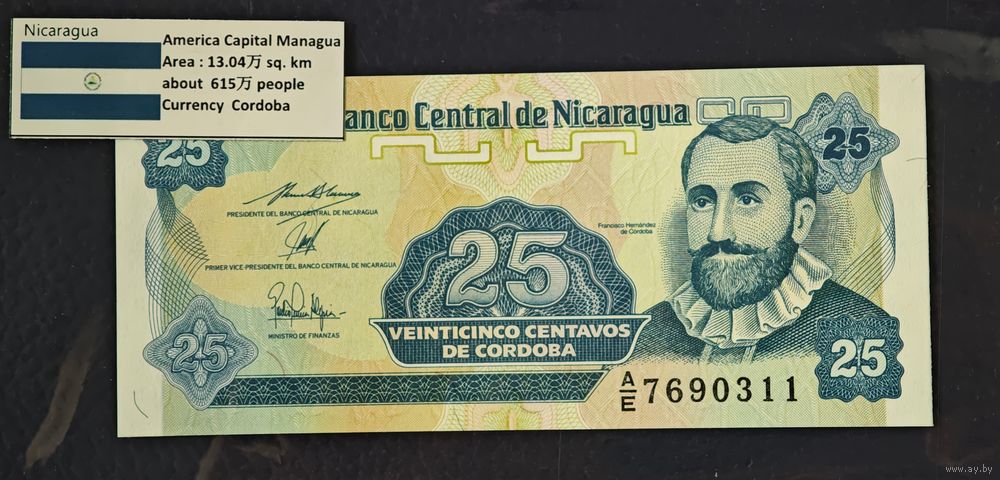 Nicaragua
America Capital Managua
Area : 13.04万 sq. km
about 615万 people
Currency Cordoba
anco Central de Nicaragua
25
25
PRESIDENTE DEL BANCO CENTRAL DE NICARAGUA
Francisco Hernández
de Córdoba
25
PRIMER VICE-PRESIDENTE DEL BANCO CENTRAL DE NICARAGUA
MINISTRO DE FINANZAS
VEINTICINCO CENTAVOS
DE CORDOBA
25
25
A/E 7690311
www.ay.by